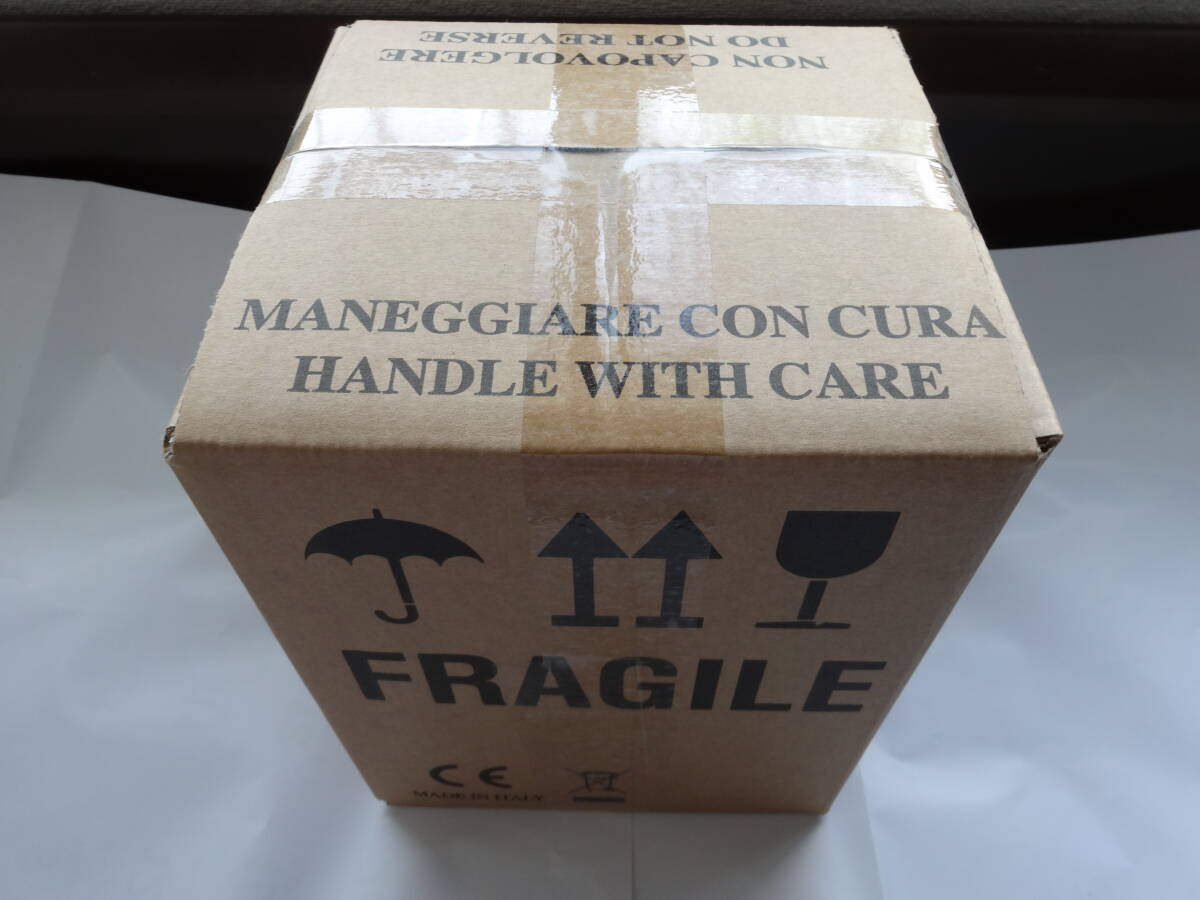 NON CAPOVOLGERE
DO NOT REVERSE
MANEGGIARE CON CURA
HANDLE WITH CARE
FRAGILE
CE
MADE IN ITALY